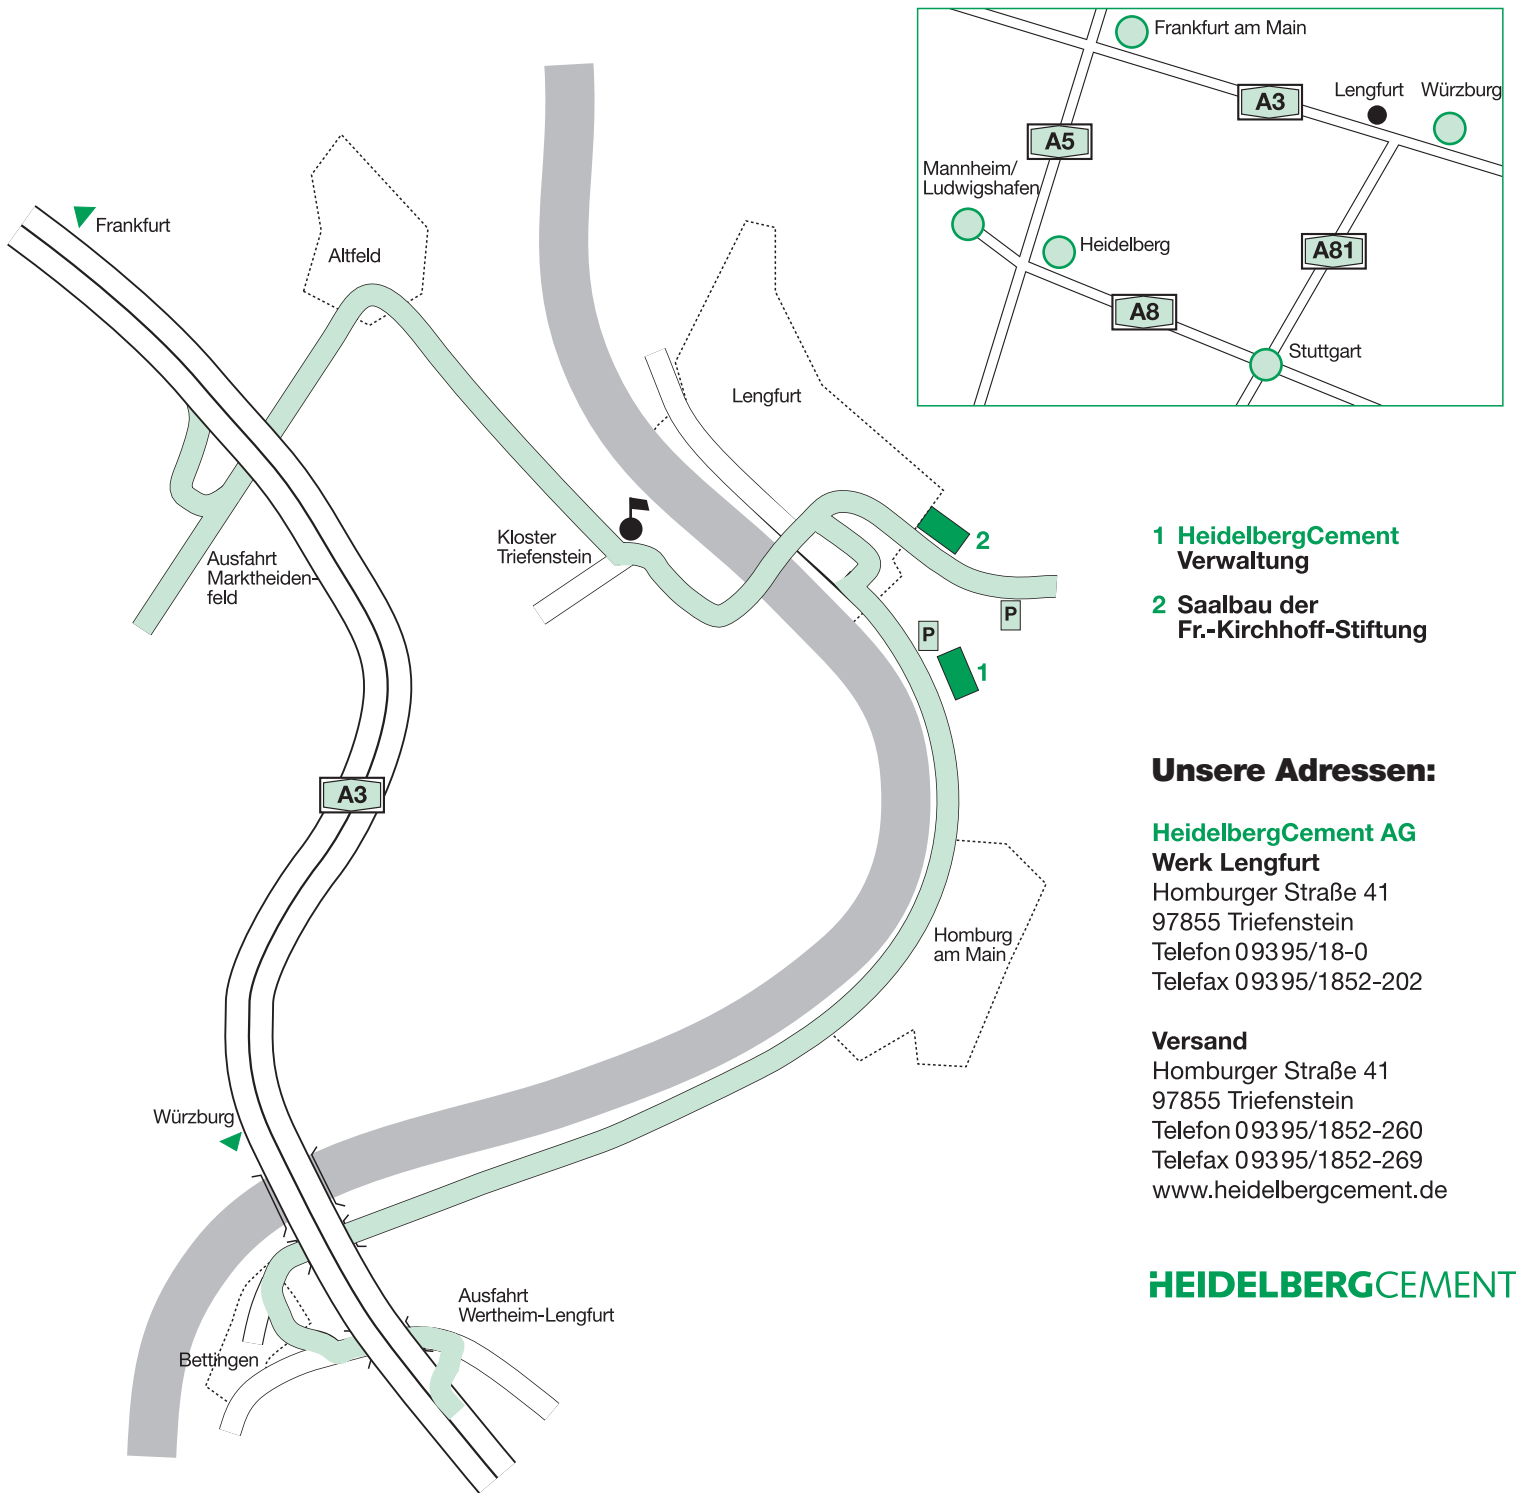 Frankfurt am Main
A3
Lengfurt
Würzburg
A5
Mannheim/
Ludwigshafen
Heidelberg
A81
A8
Stuttgart
Frankfurt
Altfeld
Lengfurt
Kloster
Triefenstein
Ausfahrt
Marktheiden-
feld
2
P
P
1
A3
Homburg
am Main
Würzburg
Ausfahrt
Wertheim-Lengfurt
Bettingen
1 HeidelbergCement
Verwaltung
2 Saalbau der
Fr.-Kirchhoff-Stiftung
Unsere Adressen:
HeidelbergCement AG
Werk Lengfurt
Homburger Straße 41
97855 Triefenstein
Telefon 09395/18-0
Telefax 09395/1852-202
Versand
Homburger Straße 41
97855 Triefenstein
Telefon 09395/1852-260
Telefax 09395/1852-269
www.heidelbergcement.de
HEIDELBERGCEMENT